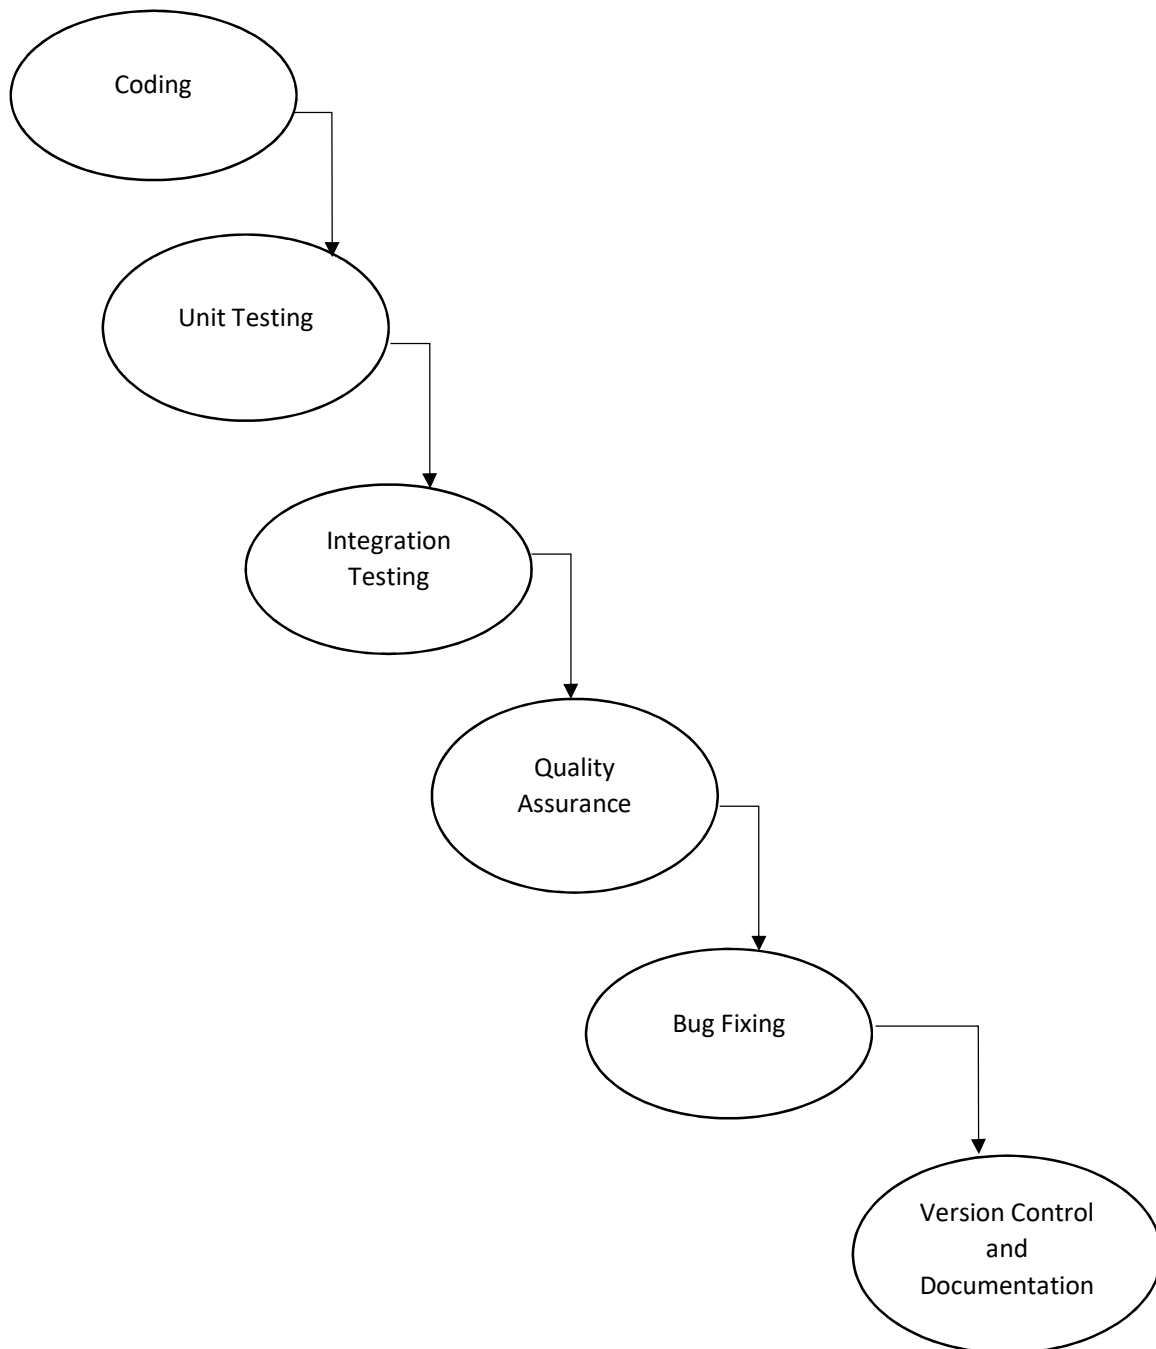 Coding
Unit Testing
Integration
Testing
Quality
Assurance
Bug Fixing
Version Control
and
Documentation